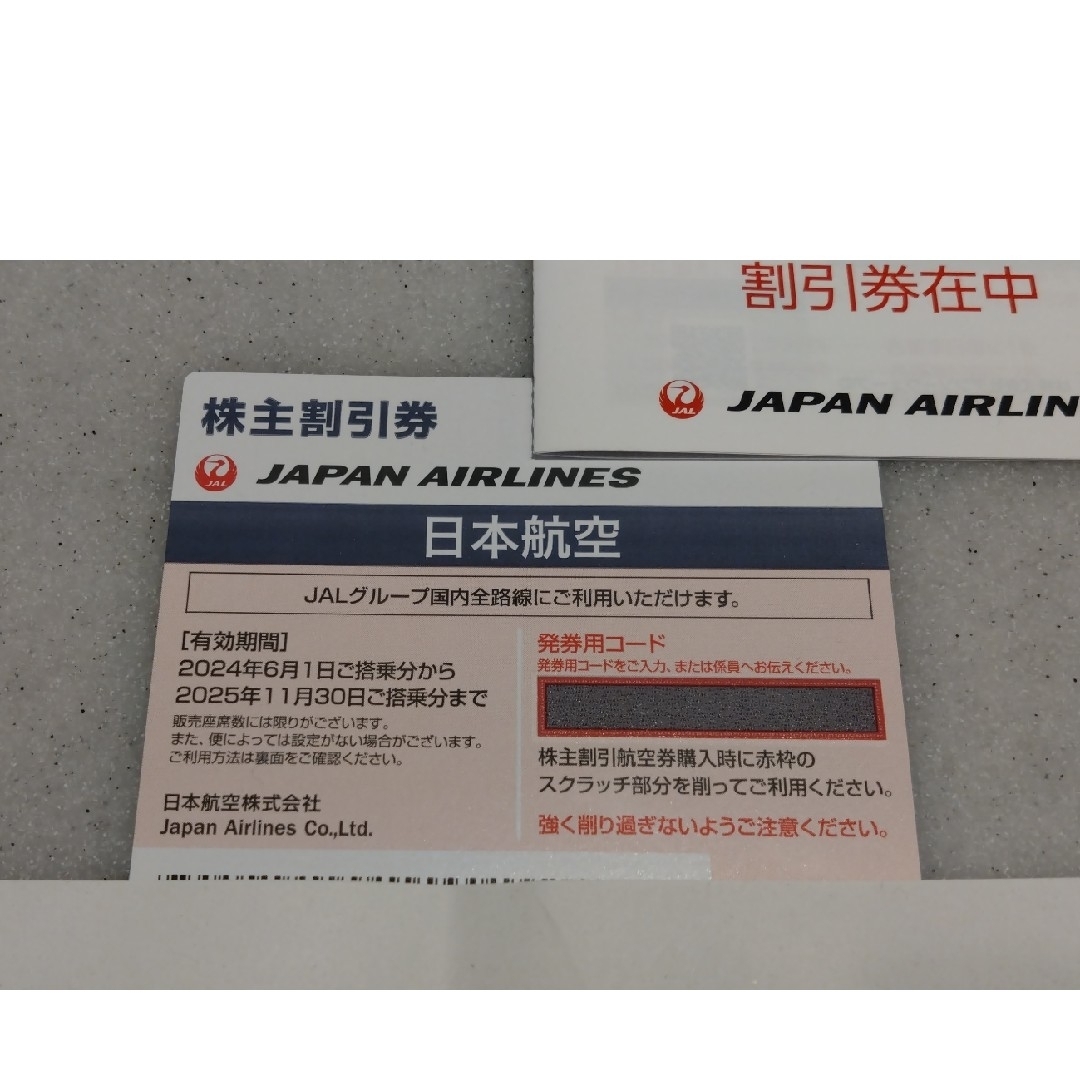 割引券在中
JAL JAPAN AIRLIN
株主割引券
JAL JAPAN AIRLINES
日本航空
JALグループ国内全路線にご利用いただけます。
[有効期間]
2024年6月1日ご搭乗分から
2025年11月30日ご搭乗分まで
販売座席数には限りがございます。
また、便によっては設定がない場合がございます。
ご利用方法は裏面をご確認ください。
日本航空株式会社
Japan Airlines Co.,Ltd.
発券用コード
発券用コードをご入力、または係員へお伝えください。
株主割引航空券購入時に赤枠の
スクラッチ部分を削ってご利用ください。
強く削り過ぎないようご注意ください。